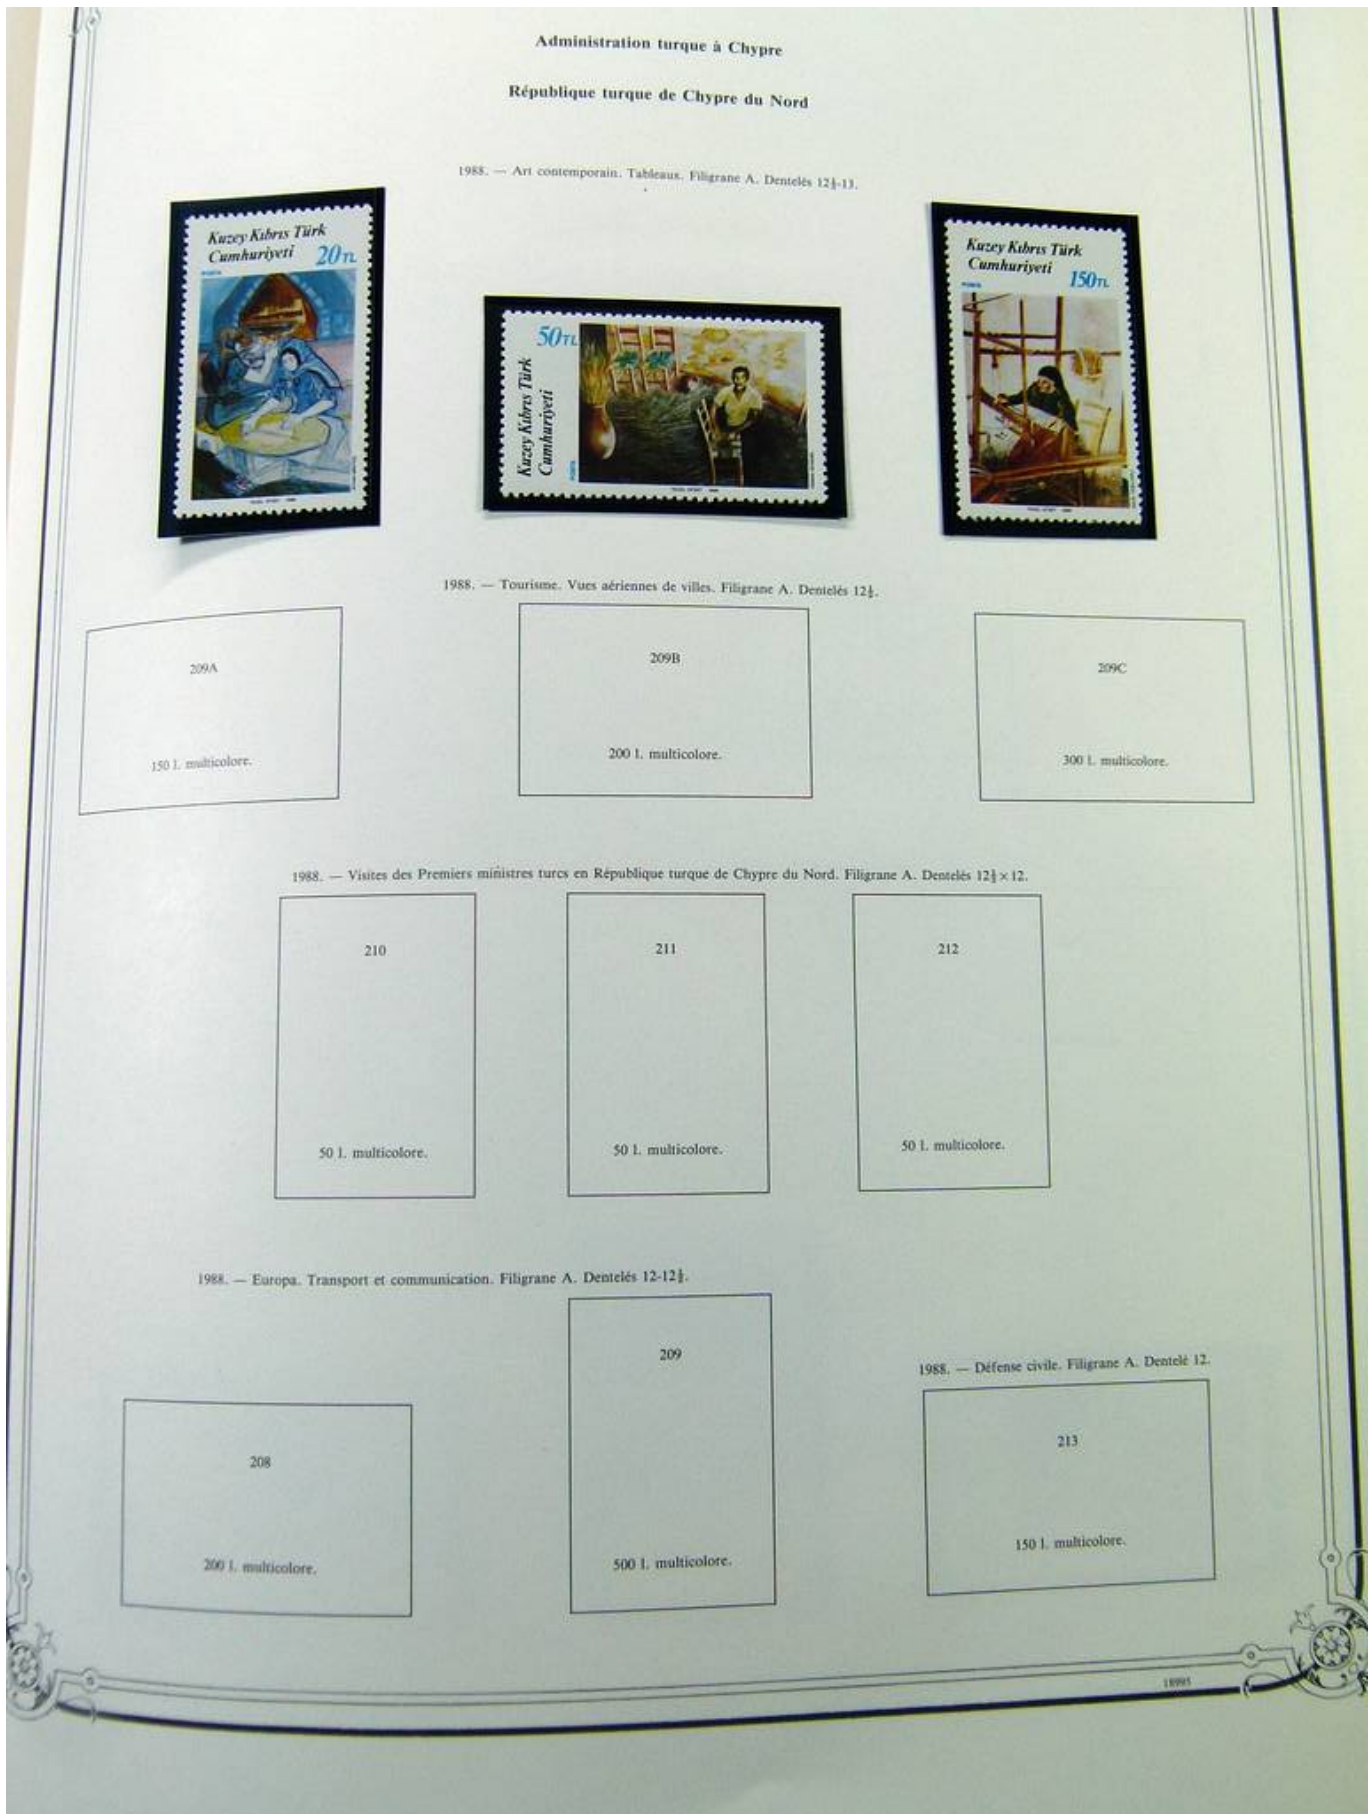 Administration turque à Chypre
République turque de Chypre du Nord
1988. — Art contemporain. Tableaux. Filigrane A. Dentelés 12½-13.
Kuzey Kıbrıs Türk
Cumhuriyeti 20TL
POSTA
50TL
Kuzey Kıbrıs Türk
Cumhuriyeti
POSTA
Kuzey Kıbrıs Türk
Cumhuriyeti
150TL
POSTA
1988. — Tourisme. Vues aériennes de villes. Filigrane A. Dentelés 12½.
209A
150 l. multicolore.
209B
200 l. multicolore.
209C
300 l. multicolore.
1988. — Visites des Premiers ministres turcs en République turque de Chypre du Nord. Filigrane A. Dentelés 12½ × 12.
210
50 l. multicolore.
211
50 l. multicolore.
212
50 l. multicolore.
1988. — Europa. Transport et communication. Filigrane A. Dentelés 12-12½.
208
200 l. multicolore.
209
500 l. multicolore.
1988. — Défense civile. Filigrane A. Dentelé 12.
213
150 l. multicolore.
18995